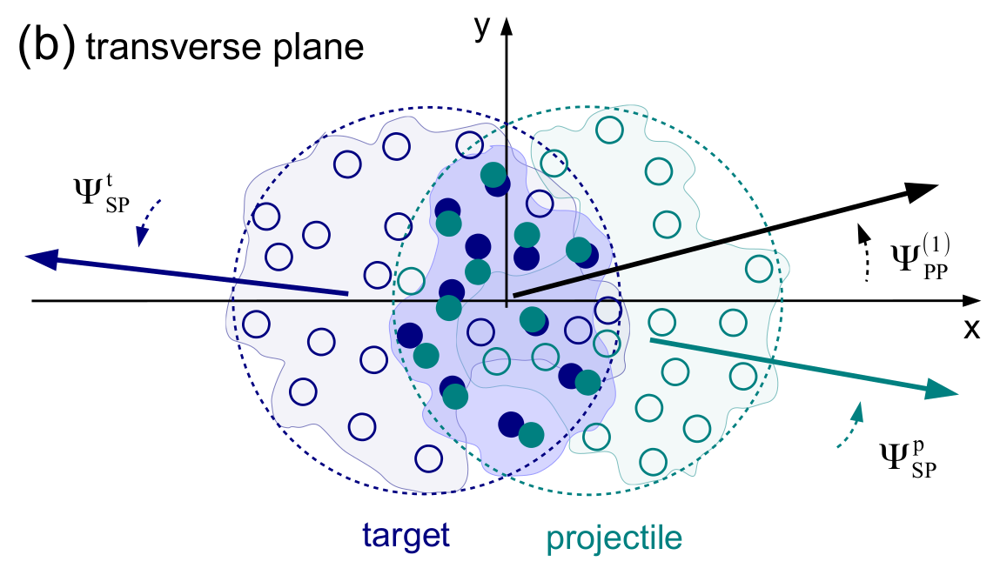 (b) transverse plane
y
Ψ^t_SP
Ψ^(1)_PP
x
Ψ^p_SP
target
projectile